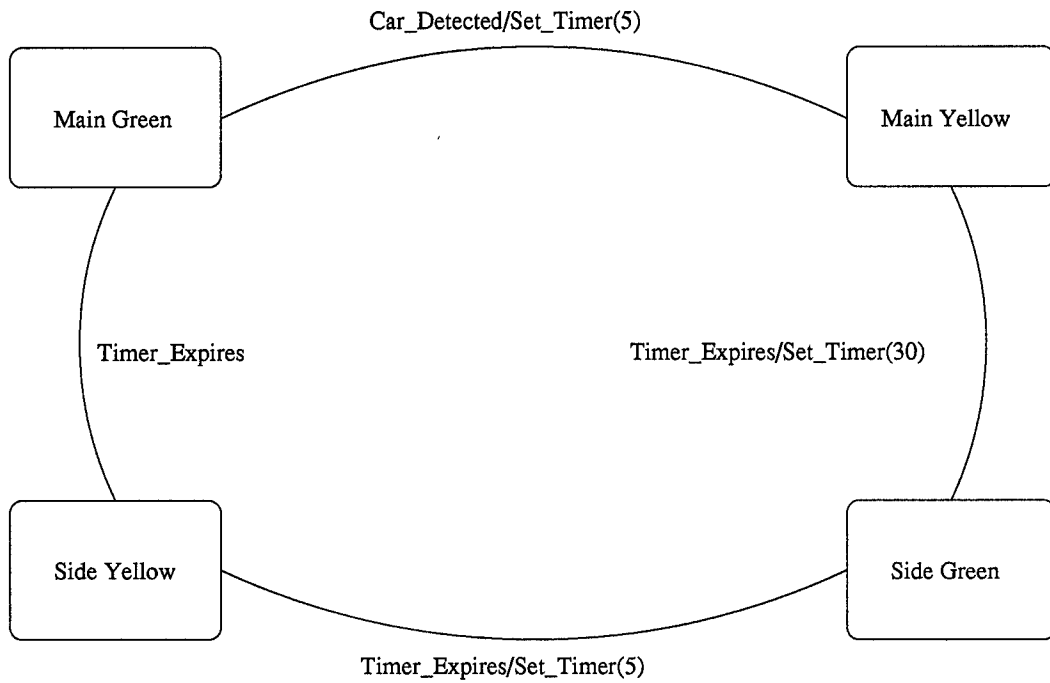 Car_Detected/Set_Timer(5)
Main Green
Main Yellow
Timer_Expires
Timer_Expires/Set_Timer(30)
Side Yellow
Side Green
Timer_Expires/Set_Timer(5)